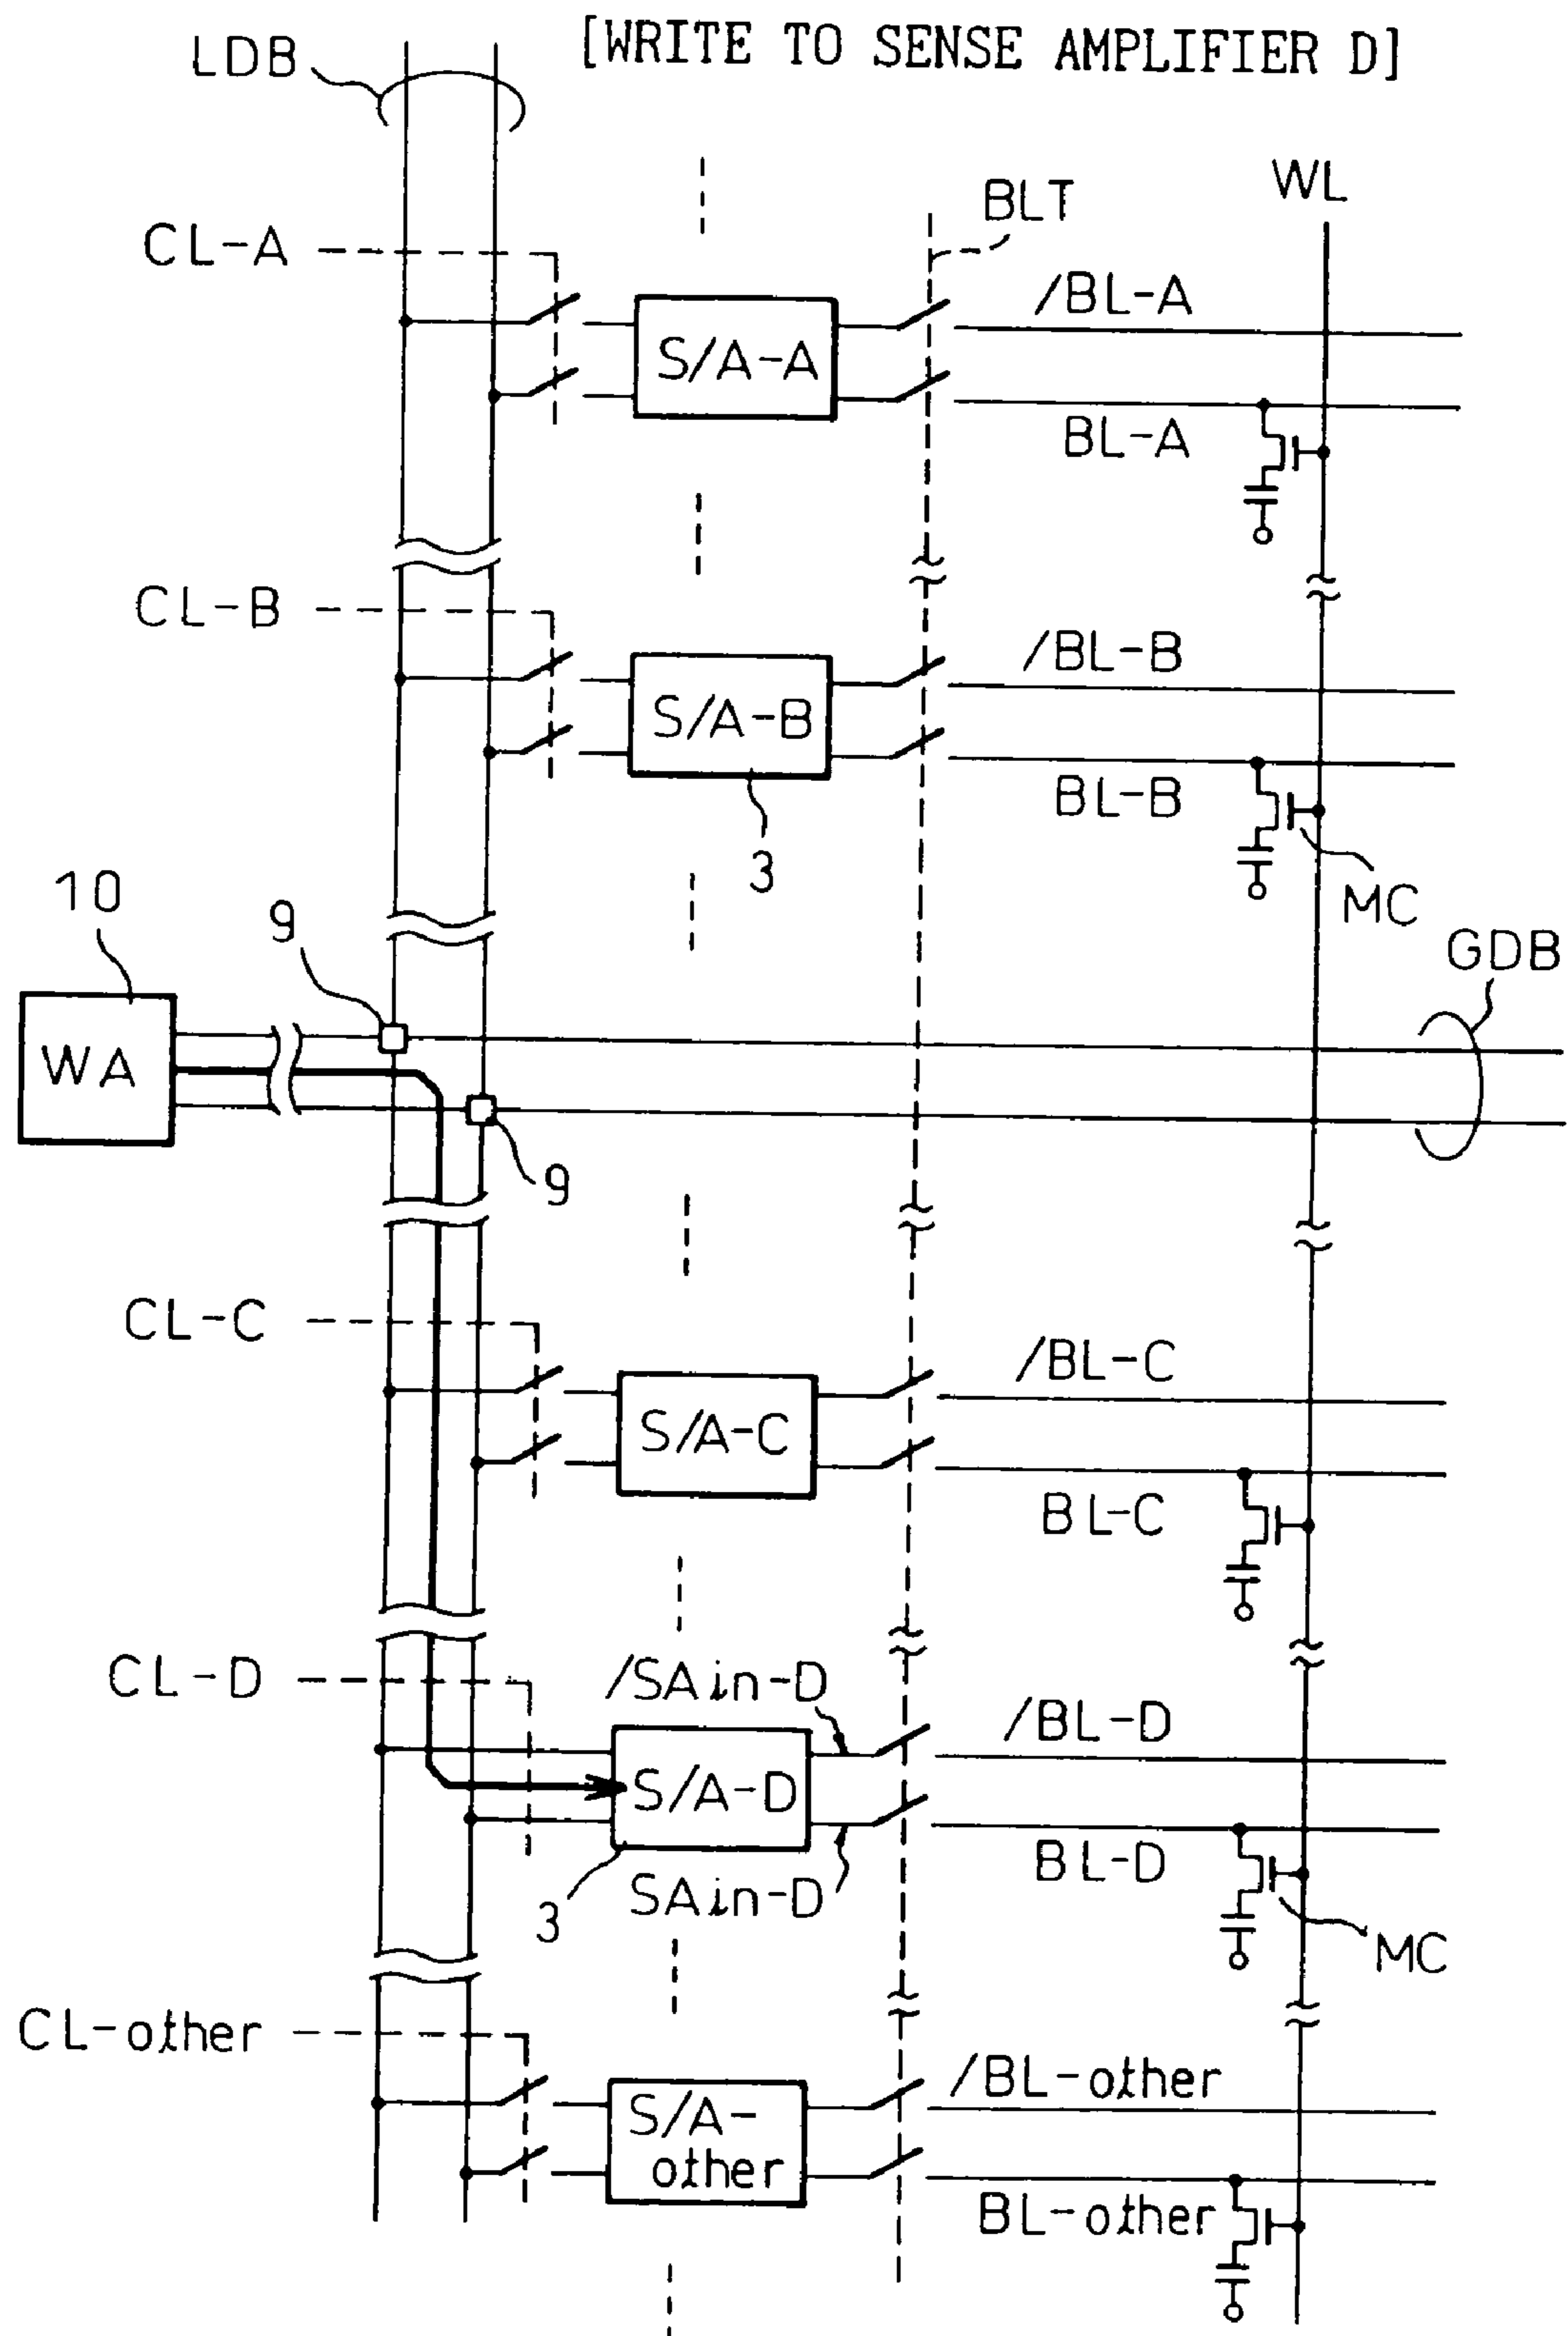 [WRITE TO SENSE AMPLIFIER D]
LDB
WL
BLT
CL-A
/BL-A
S/A-A
BL-A
CL-B
/BL-B
S/A-B
BL-B
3
MC
10
9
GDB
WA
9
CL-C
/BL-C
S/A-C
BL-C
CL-D
/SAin-D
/BL-D
S/A-D
BL-D
SAin-D
3
MC
CL-other
/BL-other
S/A-
other
BL-other